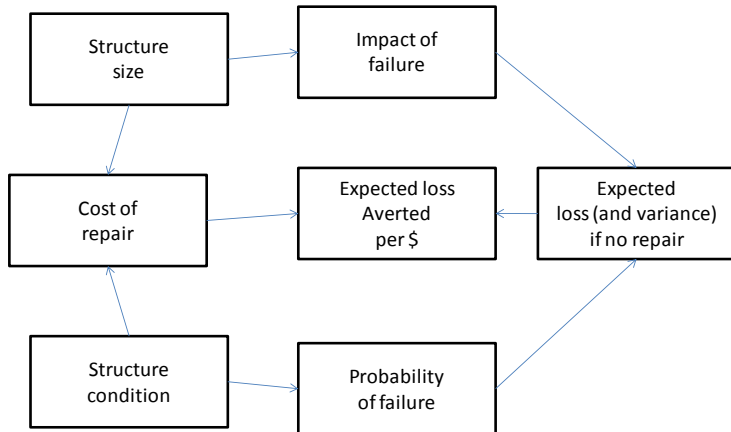 Structure
size
Impact of
failure
Cost of
repair
Expected loss
Averted
per $
Expected
loss (and variance)
if no repair
Structure
condition
Probability
of failure